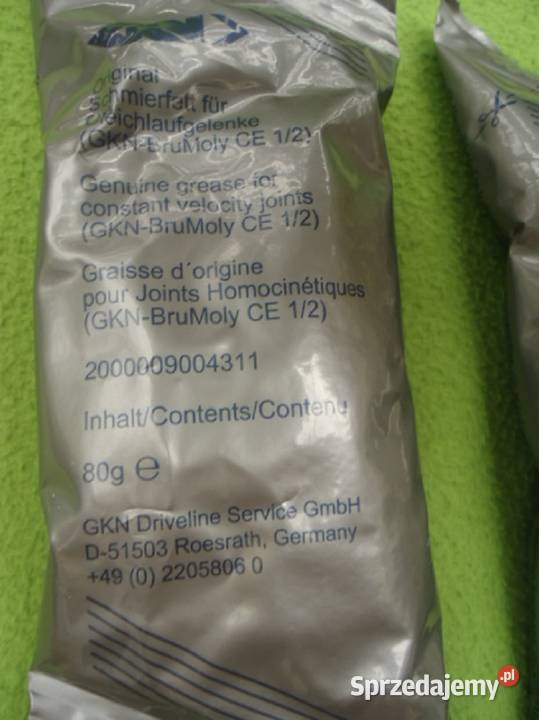 original
schmierfett für
Gleichlaufgelenke
(GKN-BruMoly CE 1/2)
Genuine grease for
constant velocity joints
(GKN-BruMoly CE 1/2)
Graisse d´origine
pour Joints Homocinétiques
(GKN-BruMoly CE 1/2)
2000009004311
Inhalt/Contents/Contenu
80g e
GKN Driveline Service GmbH
D-51503 Roesrath, Germany
+49 (0) 2205806 0
Sprzedajemy.pl